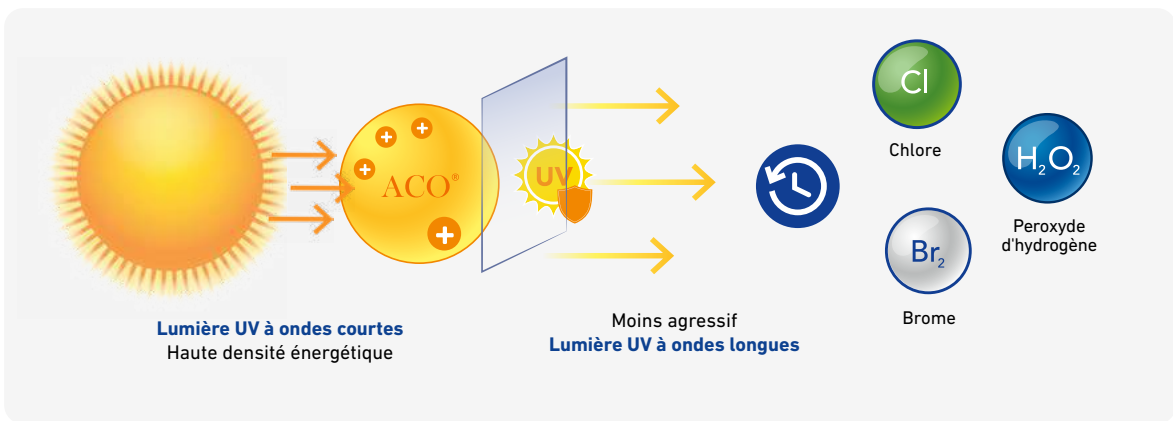 ACO®
UV
Lumière UV à ondes courtes
Haute densité énergétique
Moins agressif
Lumière UV à ondes longues
Cl
Chlore
H₂O₂
Peroxyde
d'hydrogène
Br₂
Brome